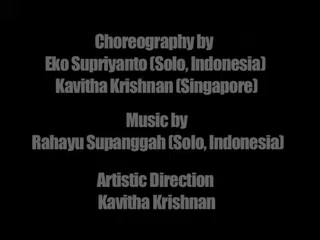 Choreography by
Eko Supriyanto (Solo, Indonesia)
Kavitha Krishnan (Singapore)
Music by
Rahayu Supanggah (Solo, Indonesia)
Artistic Direction
Kavitha Krishnan